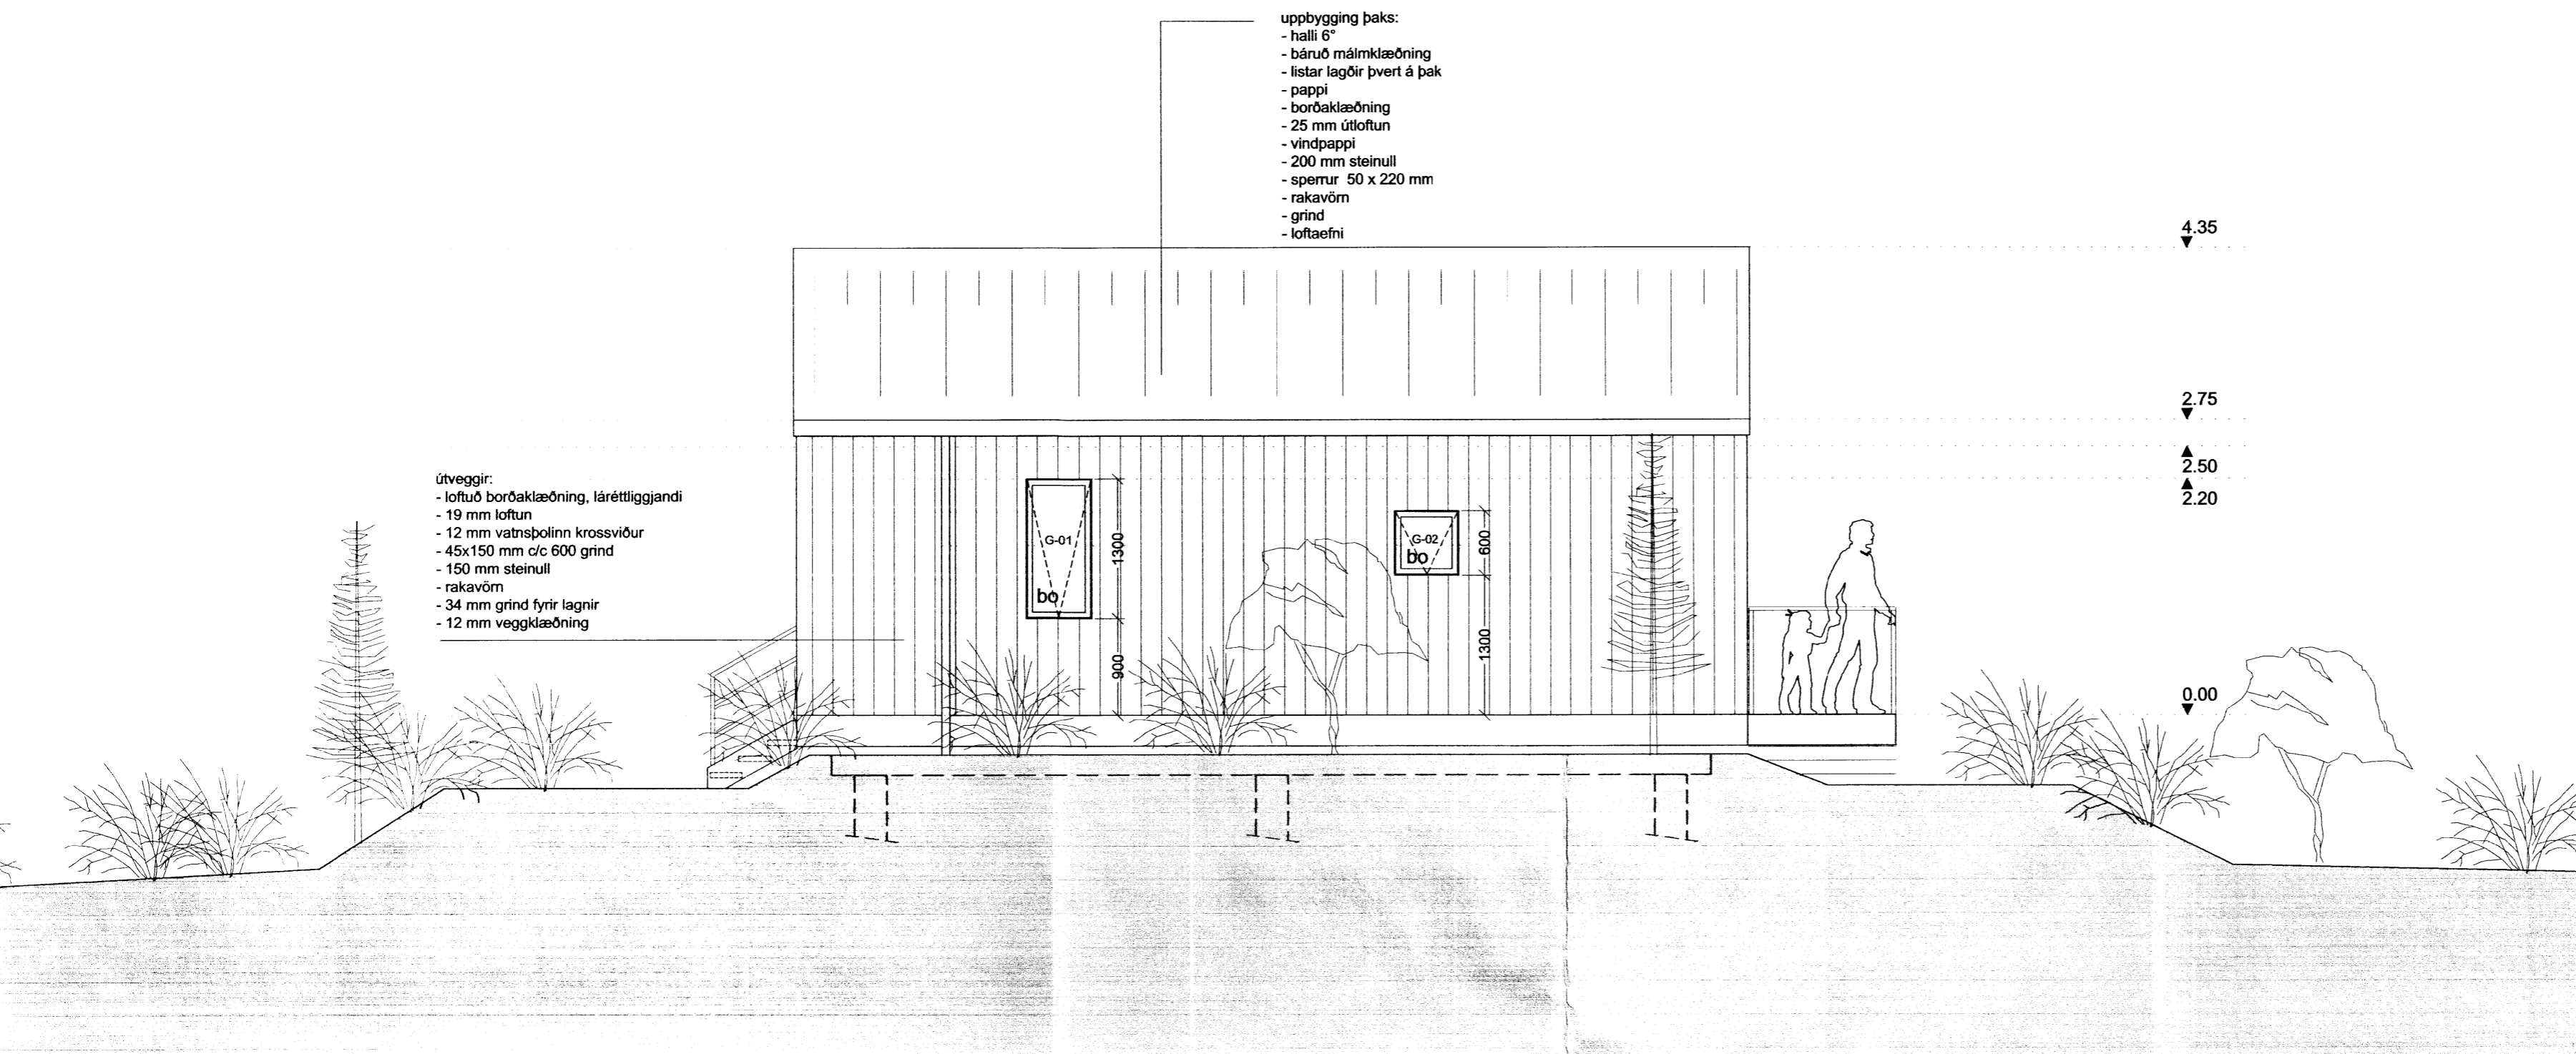 uppbygging þaks:
- halli 6°
- báruð málmklæðning
- listar lagðir þvert á þak
- pappi
- borðaklæðning
- 25 mm útloftun
- vindpappi
- 200 mm steinull
- sperrur 50 x 220 mm
- rakavörn
- grind
- loftaefni
4.35
2.75
2.50
2.20
0.00
útveggir:
- loftuð borðaklæðning, láréttliggjandi
- 19 mm loftun
- 12 mm vatnsþolinn krossviður
- 45x150 mm c/c 600 grind
- 150 mm steinull
- rakavörn
- 34 mm grind fyrir lagnir
- 12 mm veggklæðning
G-01
bo
1300
900
G-02
bo
600
1300